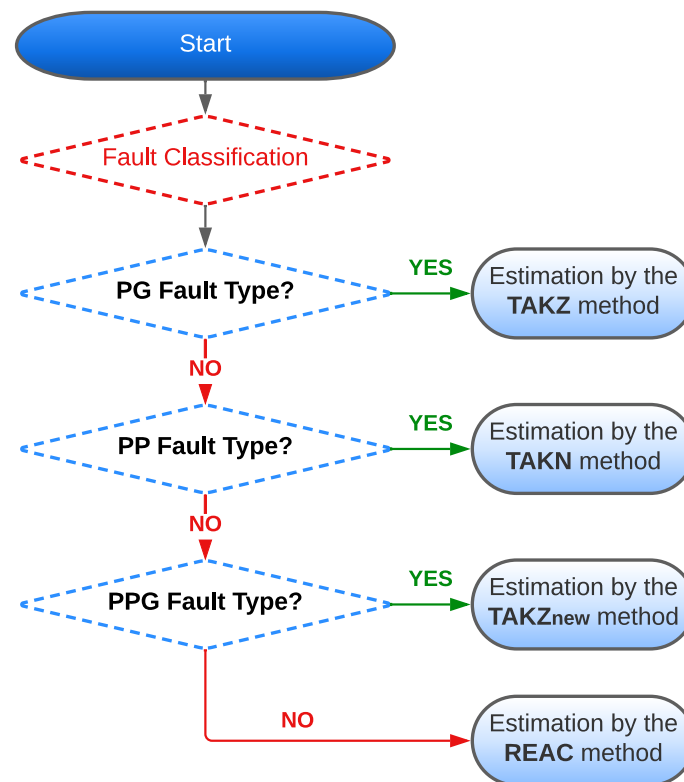 Start
Fault Classification
PG Fault Type?
YES
Estimation by the
TAKZ method
NO
PP Fault Type?
YES
Estimation by the
TAKN method
NO
PPG Fault Type?
YES
Estimation by the
TAKZnew method
NO
Estimation by the
REAC method